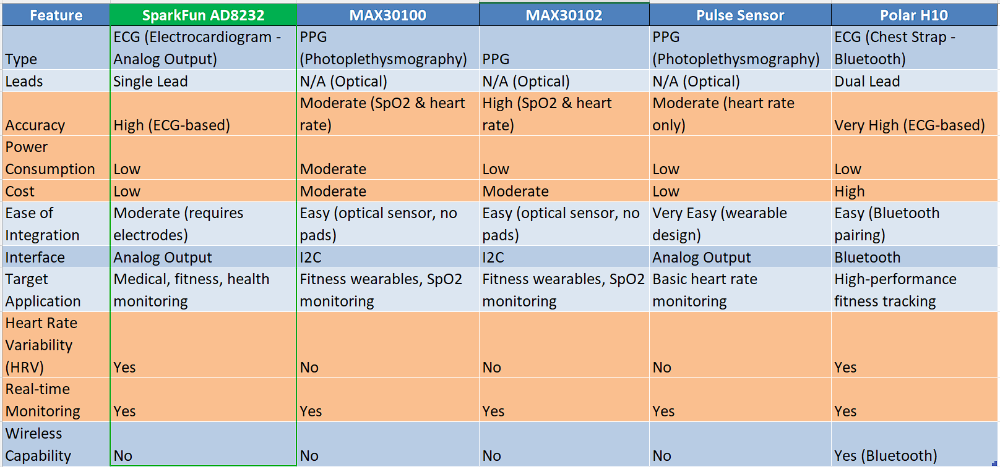 Feature SparkFun AD8232 MAX30100 MAX30102 Pulse Sensor Polar H10
Type
ECG (Electrocardiogram -
Analog Output)
PPG
(Photoplethysmography)
PPG
PPG
(Photoplethysmography)
ECG (Chest Strap -
Bluetooth)
Leads
Single Lead
N/A (Optical)
N/A (Optical)
N/A (Optical)
Dual Lead
Accuracy
High (ECG-based)
Moderate (SpO2 & heart
rate)
High (SpO2 & heart
rate)
Moderate (heart rate
only)
Very High (ECG-based)
Power
Consumption
Low
Moderate
Low
Low
Low
Cost
Low
Moderate
Moderate
Low
High
Ease of
Integration
Moderate (requires
electrodes)
Easy (optical sensor, no
pads)
Easy (optical sensor, no
pads)
Very Easy (wearable
design)
Easy (Bluetooth
pairing)
Interface
Analog Output
I2C
I2C
Analog Output
Bluetooth
Target
Application
Medical, fitness, health
monitoring
Fitness wearables, SpO2
monitoring
Fitness wearables, SpO2
monitoring
Basic heart rate
monitoring
High-performance
fitness tracking
Heart Rate
Variability
(HRV)
Yes
No
No
No
Yes
Real-time
Monitoring
Yes
Yes
Yes
Yes
Yes
Wireless
Capability
No
No
No
No
Yes (Bluetooth)